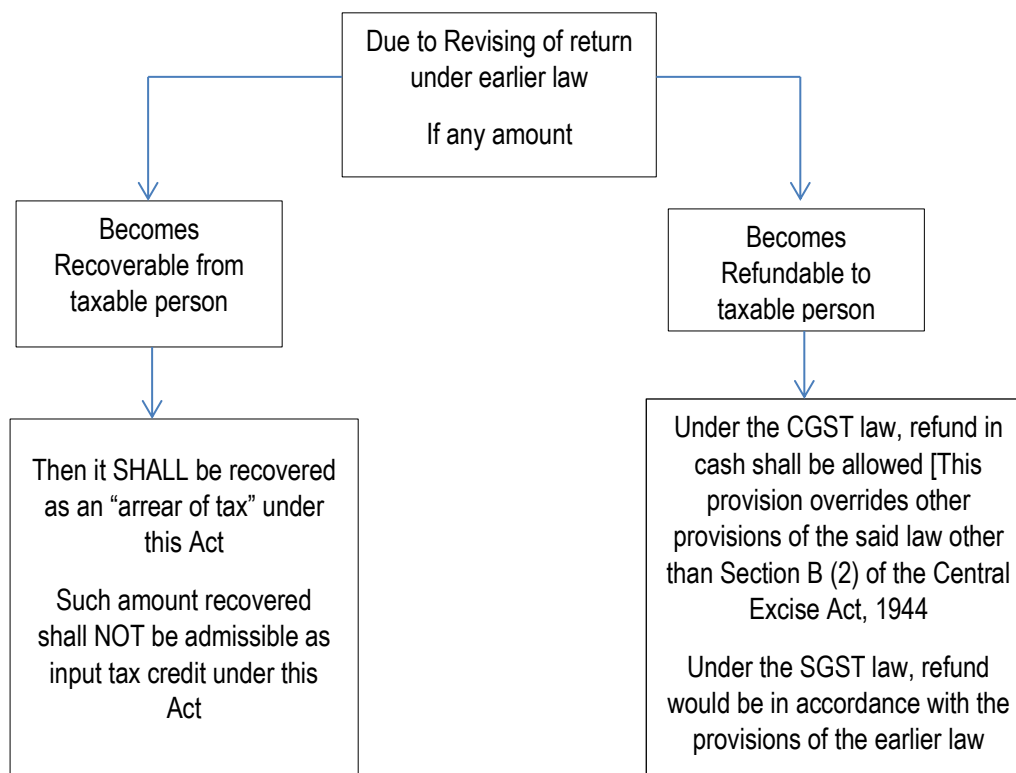 Due to Revising of return
under earlier law
If any amount
Becomes
Recoverable from
taxable person
Becomes
Refundable to
taxable person
Then it SHALL be recovered
as an “arrear of tax” under
this Act
Such amount recovered
shall NOT be admissible as
input tax credit under this
Act
Under the CGST law, refund in
cash shall be allowed [This
provision overrides other
provisions of the said law other
than Section B (2) of the Central
Excise Act, 1944
Under the SGST law, refund
would be in accordance with the
provisions of the earlier law